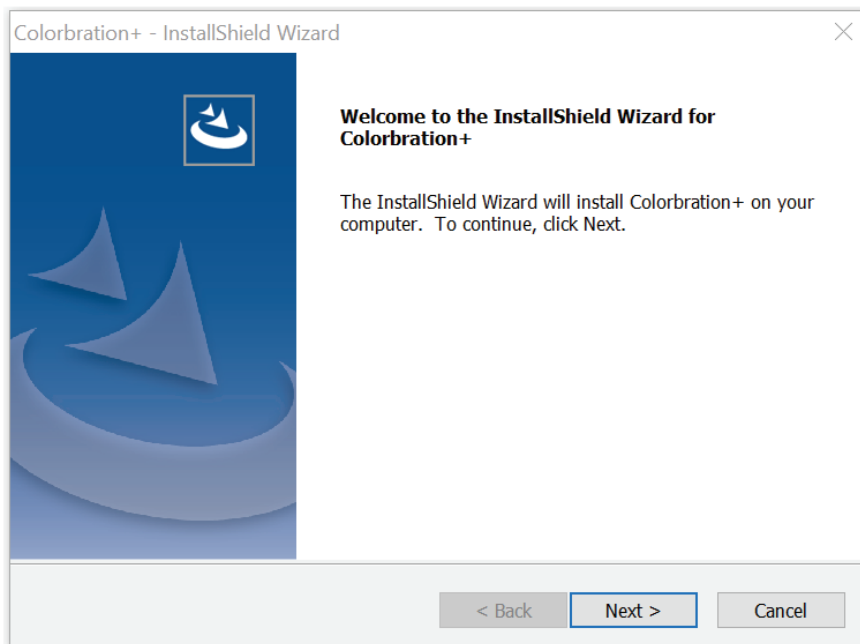 Colorbration+ - InstallShield Wizard
Welcome to the InstallShield Wizard for
Colorbration+
The InstallShield Wizard will install Colorbration+ on your
computer.  To continue, click Next.
< Back
Next >
Cancel